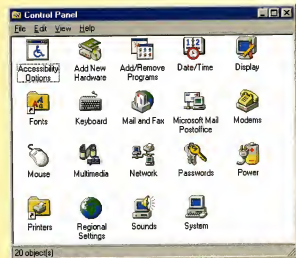 Control Panel
File Edit View Help
Accessibility Options
Add New Hardware
Add/Remove Programs
Date/Time
Display
Fonts
Keyboard
Mail and Fax
Microsoft Mail Postoffice
Modems
Mouse
Multimedia
Network
Passwords
Power
Printers
Regional Settings
Sounds
System
20 object(s)